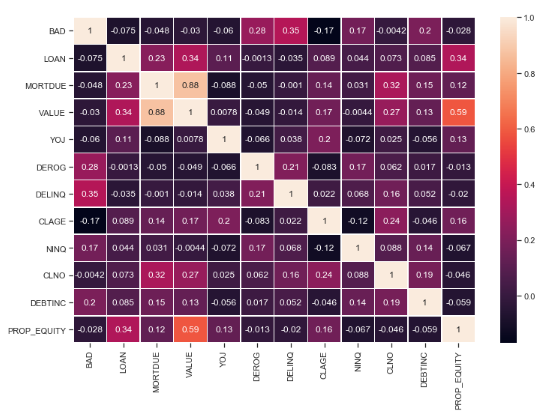 BAD 1 -0.075 -0.048 -0.03 -0.06 0.28 0.35 -0.17 0.17 -0.0042 0.2 -0.028
LOAN -0.075 1 0.23 0.34 0.11 -0.0013 -0.035 0.089 0.044 0.073 0.085 0.34
MORTDUE -0.048 0.23 1 0.88 -0.088 -0.05 -0.001 0.14 0.031 0.32 0.15 0.12
VALUE -0.03 0.34 0.88 1 0.0078 -0.049 -0.014 0.17 -0.0044 0.27 0.13 0.59
YOJ -0.06 0.11 -0.088 0.0078 1 -0.066 0.038 0.2 -0.072 0.025 -0.056 0.13
DEROG 0.28 -0.0013 -0.05 -0.049 -0.066 1 0.21 -0.083 0.17 0.062 0.017 -0.013
DELINQ 0.35 -0.035 -0.001 -0.014 0.038 0.21 1 0.022 0.068 0.16 0.052 -0.02
CLAGE -0.17 0.089 0.14 0.17 0.2 -0.083 0.022 1 -0.12 0.24 -0.046 0.16
NINQ 0.17 0.044 0.031 -0.0044 -0.072 0.17 0.068 -0.12 1 0.088 0.14 -0.067
CLNO -0.0042 0.073 0.32 0.27 0.025 0.062 0.16 0.24 0.088 1 0.19 -0.046
DEBTINC 0.2 0.085 0.15 0.13 -0.056 0.017 0.052 -0.046 0.14 0.19 1 -0.059
PROP_EQUITY -0.028 0.34 0.12 0.59 0.13 -0.013 -0.02 0.16 -0.067 -0.046 -0.059 1
BAD LOAN MORTDUE VALUE YOJ DEROG DELINQ CLAGE NINQ CLNO DEBTINC PROP_EQUITY
1.0
0.8
0.6
0.4
0.2
0.0